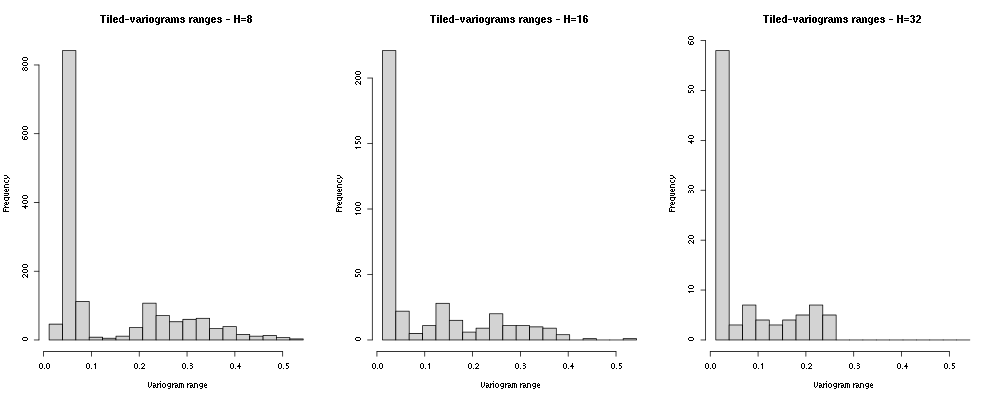 Tiled-variograms ranges - H=8
Frequency
800
600
400
200
0
0.0 0.1 0.2 0.3 0.4 0.5
Variogram range
Tiled-variograms ranges - H=16
Frequency
200
150
100
50
0
0.0 0.1 0.2 0.3 0.4 0.5
Variogram range
Tiled-variograms ranges - H=32
Frequency
60
50
40
30
20
10
0
0.0 0.1 0.2 0.3 0.4 0.5
Variogram range